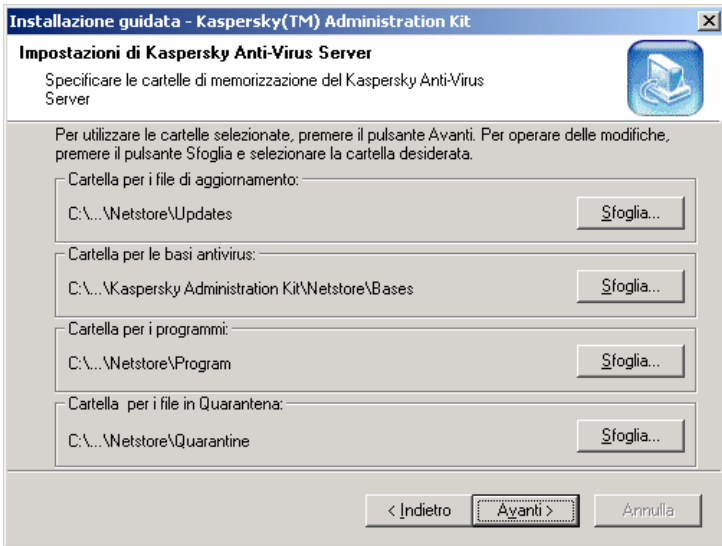 Installazione guidata - Kaspersky(TM) Administration Kit
Impostazioni di Kaspersky Anti-Virus Server
Specificare le cartelle di memorizzazione del Kaspersky Anti-Virus
Server
Per utilizzare le cartelle selezionate, premere il pulsante Avanti. Per operare delle modifiche,
premere il pulsante Sfoglia e selezionare la cartella desiderata.
Cartella per i file di aggiornamento:
C:\...\Netstore\Updates
Sfoglia...
Cartella per le basi antivirus:
C:\...\Kaspersky Administration Kit\Netstore\Bases
Sfoglia...
Cartella per i programmi:
C:\...\Netstore\Program
Sfoglia...
Cartella per i file in Quarantena:
C:\...\Netstore\Quarantine
Sfoglia...
< Indietro
Avanti >
Annulla